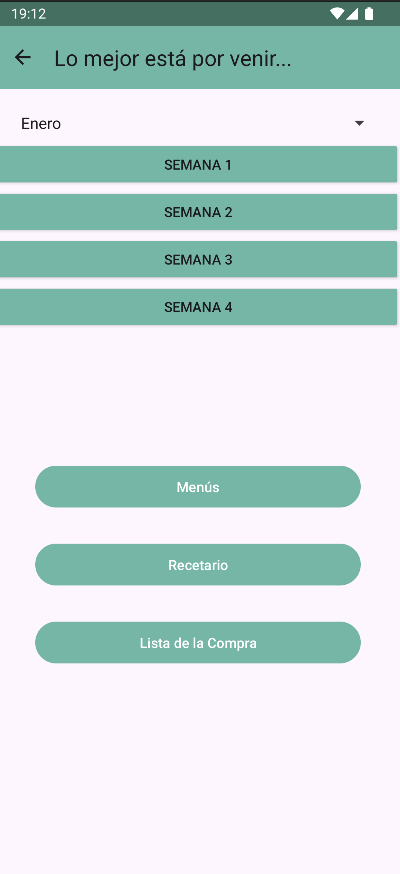 19:12
Lo mejor está por venir...
Enero
SEMANA 1
SEMANA 2
SEMANA 3
SEMANA 4
Menús
Recetario
Lista de la Compra